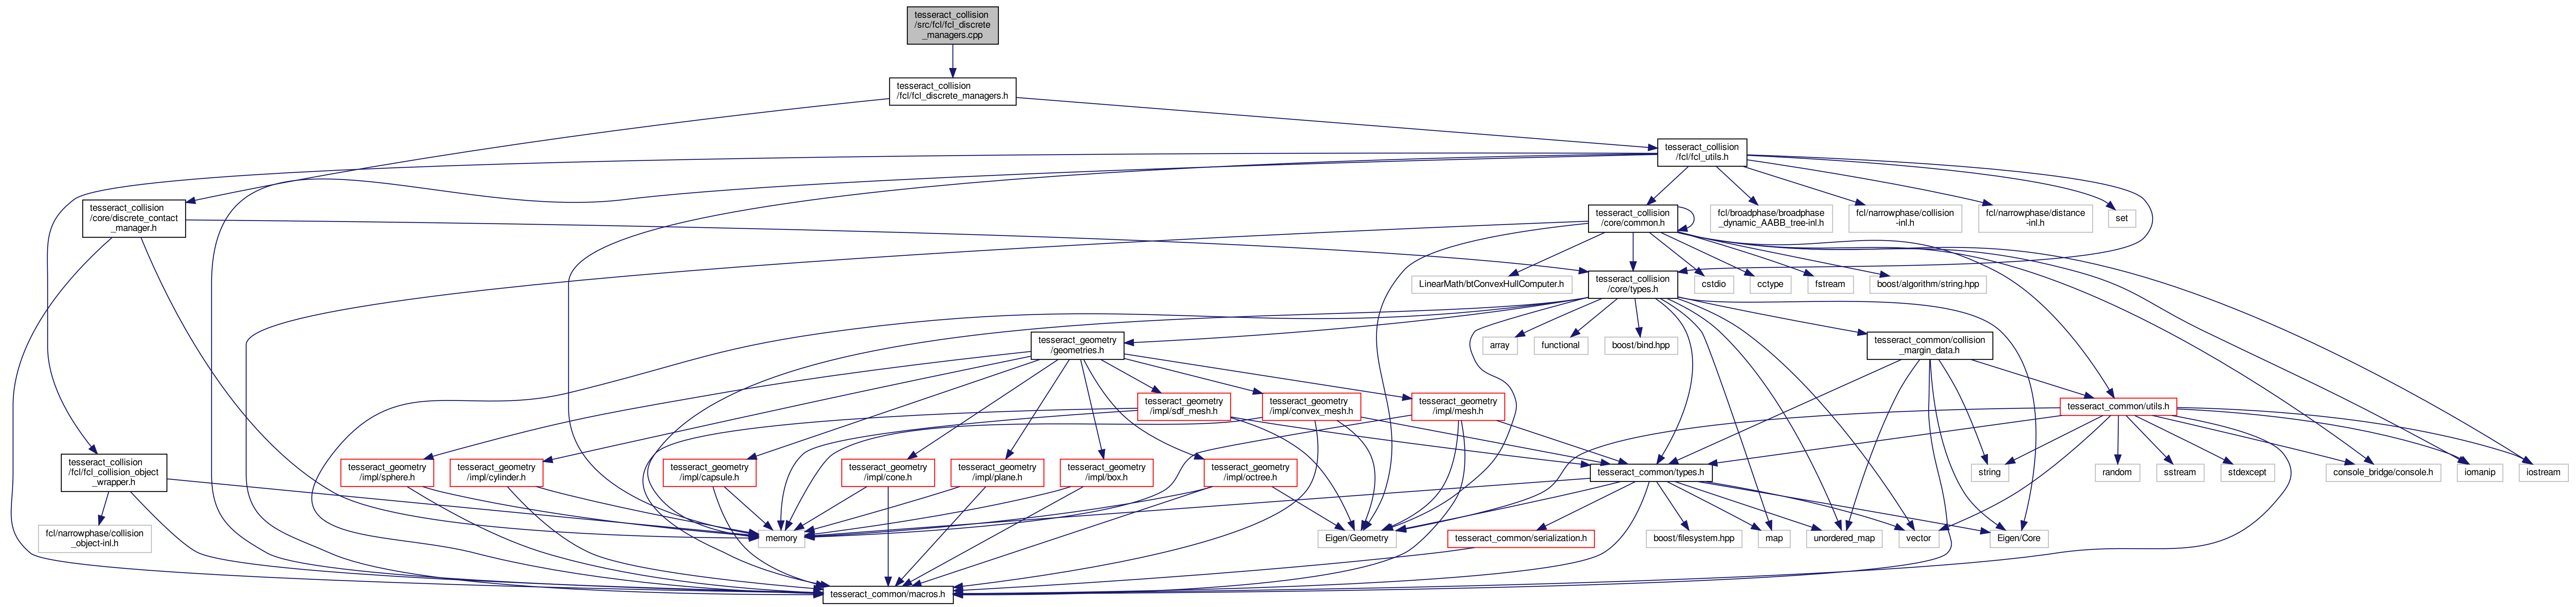 tesseract_collision
/src/fcl/fcl_discrete
_managers.cpp
tesseract_collision
/fcl/fcl_discrete_managers.h
tesseract_collision
/fcl/fcl_utils.h
tesseract_collision
/core/discrete_contact
_manager.h
tesseract_collision
/core/common.h
fcl/broadphase/broadphase
_dynamic_AABB_tree-inl.h
fcl/narrowphase/collision
-inl.h
fcl/narrowphase/distance
-inl.h
set
LinearMath/btConvexHullComputer.h
tesseract_collision
/core/types.h
cstdio
cctype
fstream
boost/algorithm/string.hpp
tesseract_geometry
/geometries.h
array
functional
boost/bind.hpp
tesseract_common/collision
_margin_data.h
tesseract_geometry
/impl/sdf_mesh.h
tesseract_geometry
/impl/convex_mesh.h
tesseract_geometry
/impl/mesh.h
tesseract_common/utils.h
tesseract_collision
/fcl/fcl_collision_object
_wrapper.h
tesseract_geometry
/impl/sphere.h
tesseract_geometry
/impl/cylinder.h
tesseract_geometry
/impl/capsule.h
tesseract_geometry
/impl/cone.h
tesseract_geometry
/impl/plane.h
tesseract_geometry
/impl/box.h
tesseract_geometry
/impl/octree.h
tesseract_common/types.h
string
random
sstream
stdexcept
console_bridge/console.h
iomanip
iostream
fcl/narrowphase/collision
_object-inl.h
memory
Eigen/Geometry
tesseract_common/serialization.h
boost/filesystem.hpp
map
unordered_map
vector
Eigen/Core
tesseract_common/macros.h